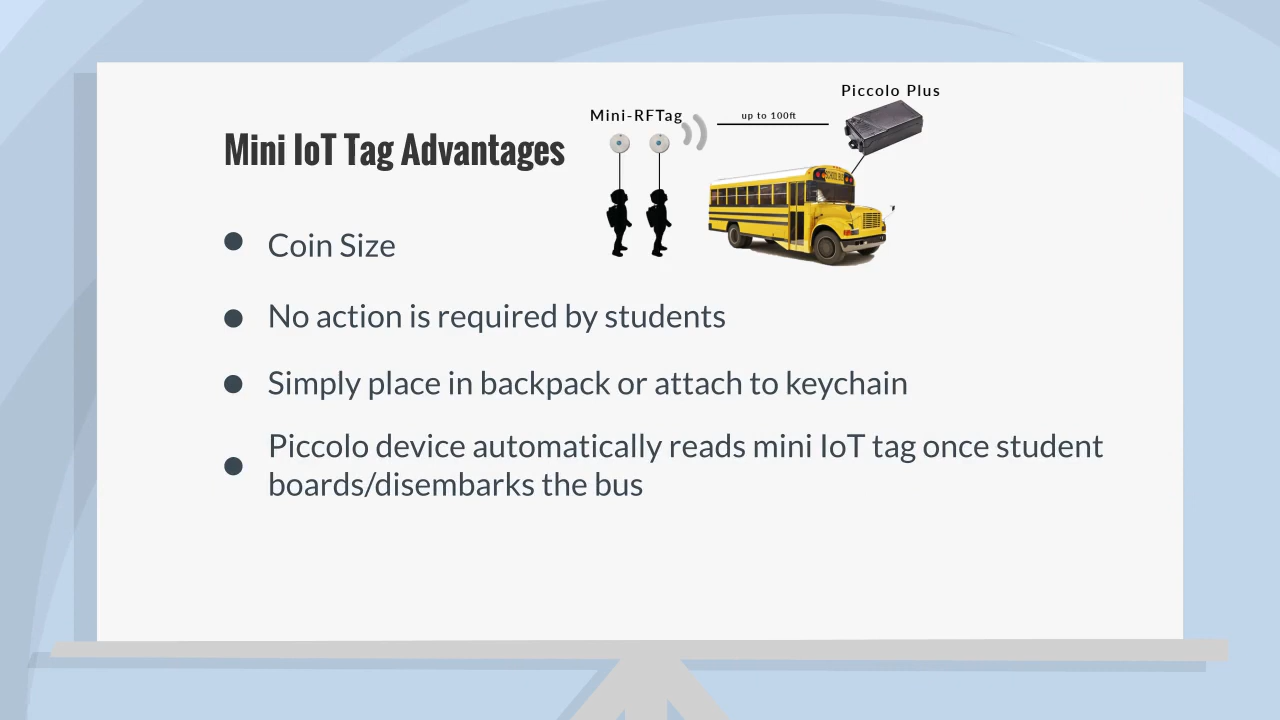 Piccolo Plus
Mini-RFTag
up to 100ft
Mini IoT Tag Advantages
SCHOOL BUS
Coin Size
No action is required by students
Simply place in backpack or attach to keychain
Piccolo device automatically reads mini IoT tag once student
boards/disembarks the bus